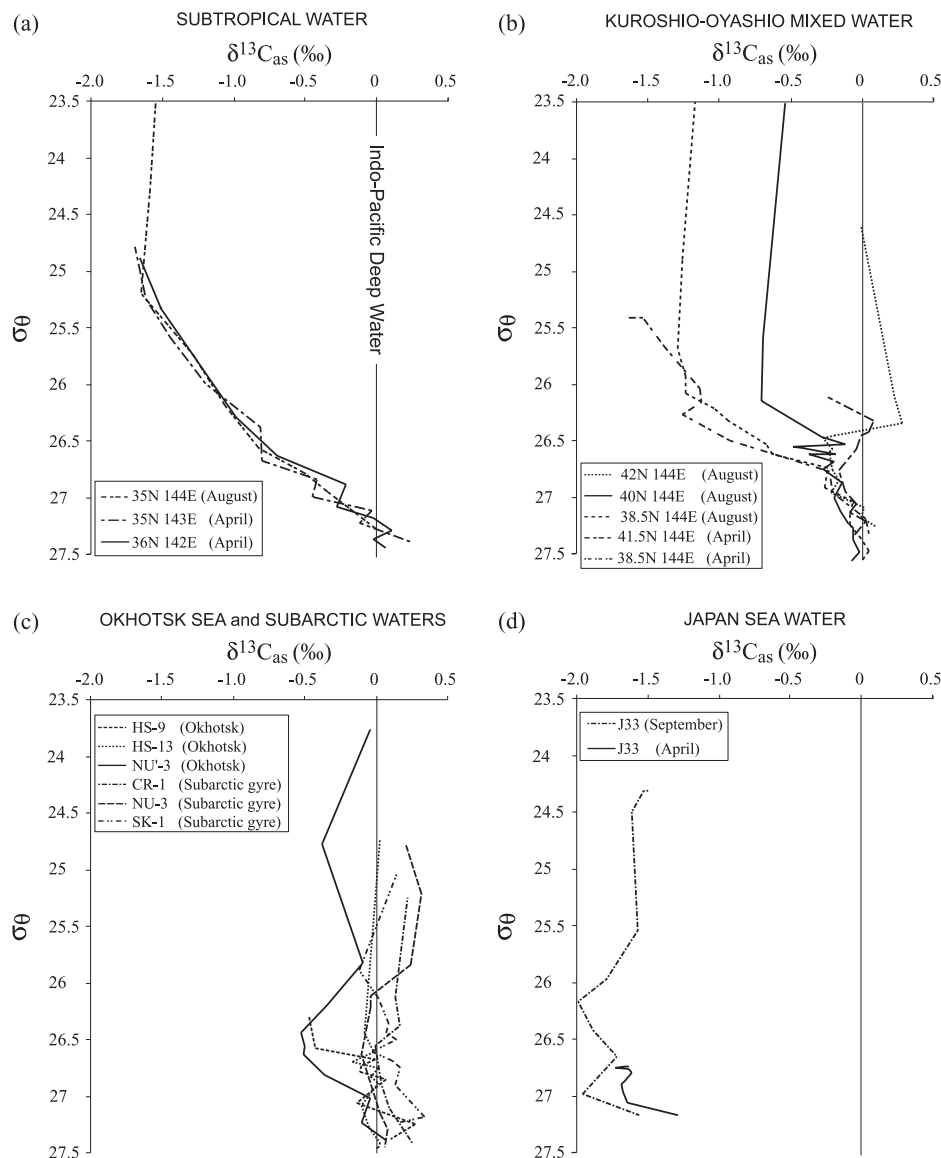 (a) SUBTROPICAL WATER
δ13Cas (‰)
-2.0 -1.5 -1.0 -0.5 0 0.5
23.5
24
24.5
25
25.5
26
26.5
27
27.5
σθ
Indo-Pacific Deep Water
35N 144E (August)
35N 143E (April)
36N 142E (April)
(b) KUROSHIO-OYASHIO MIXED WATER
δ13Cas (‰)
-2.0 -1.5 -1.0 -0.5 0 0.5
23.5
24
24.5
25
25.5
26
26.5
27
27.5
σθ
42N 144E (August)
40N 144E (August)
38.5N 144E (August)
41.5N 144E (April)
38.5N 144E (April)
(c) OKHOTSK SEA and SUBARCTIC WATERS
δ13Cas (‰)
-2.0 -1.5 -1.0 -0.5 0 0.5
23.5
24
24.5
25
25.5
26
26.5
27
27.5
σθ
HS-9 (Okhotsk)
HS-13 (Okhotsk)
NU'-3 (Okhotsk)
CR-1 (Subarctic gyre)
NU-3 (Subarctic gyre)
SK-1 (Subarctic gyre)
(d) JAPAN SEA WATER
δ13Cas (‰)
-2.0 -1.5 -1.0 -0.5 0 0.5
23.5
24
24.5
25
25.5
26
26.5
27
27.5
σθ
J33 (September)
J33 (April)